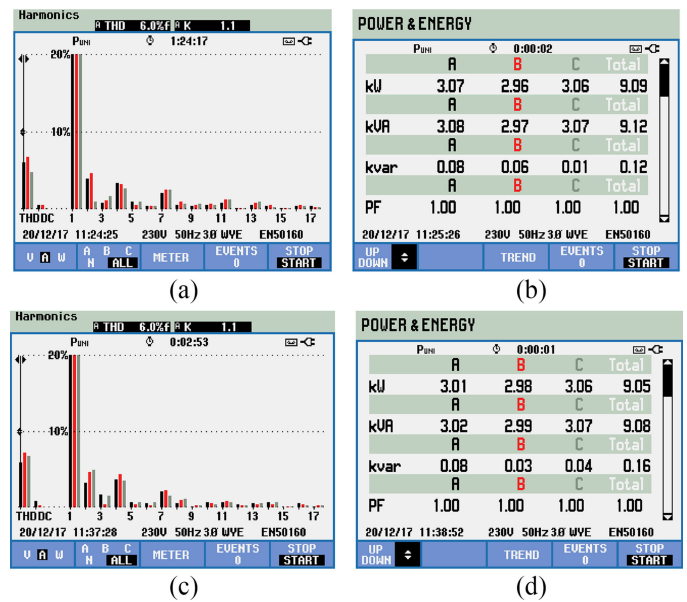 Harmonics
A THD 6.0%f A K 1.1
PUNI 1:24:17
20%
10%
THDDC 1 3 5 7 9 11 13 15 17
20/12/17 11:24:25 230V 50Hz 3Ø WYE EN50160
V A W A B C N ALL METER EVENTS 0 STOP START
(a)
POWER & ENERGY
PUNI 0:00:02
A B C Total
kW 3.07 2.96 3.06 9.09
A B C Total
kVA 3.08 2.97 3.07 9.12
A B C Total
kvar 0.08 0.06 0.01 0.12
A B C Total
PF 1.00 1.00 1.00 1.00
20/12/17 11:25:26 230V 50Hz 3Ø WYE EN50160
UP DOWN TREND EVENTS 0 STOP START
(b)
Harmonics
A THD 6.0%f A K 1.1
PUNI 0:02:53
20%
10%
THDDC 1 3 5 7 9 11 13 15 17
20/12/17 11:37:28 230V 50Hz 3Ø WYE EN50160
V A W A B C N ALL METER EVENTS 0 STOP START
(c)
POWER & ENERGY
PUNI 0:00:01
A B C Total
kW 3.01 2.98 3.06 9.05
A B C Total
kVA 3.02 2.99 3.07 9.08
A B C Total
kvar 0.08 0.03 0.04 0.16
A B C Total
PF 1.00 1.00 1.00 1.00
20/12/17 11:38:52 230V 50Hz 3Ø WYE EN50160
UP DOWN TREND EVENTS 0 STOP START
(d)